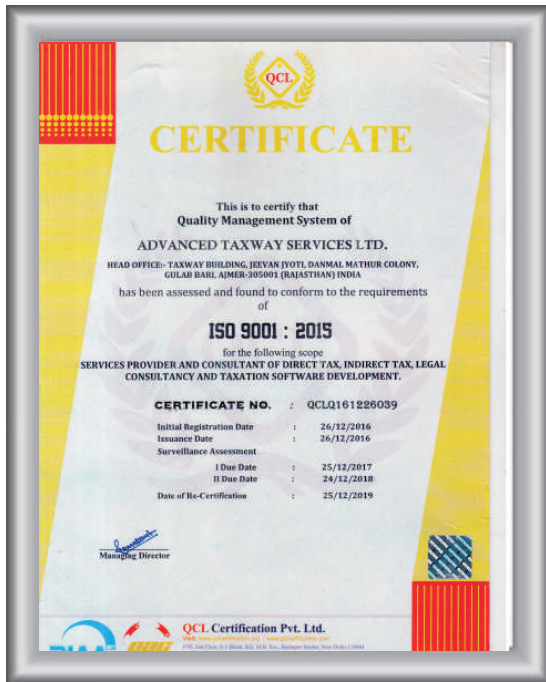 QCL
CERTIFICATE
This is to certify that
Quality Management System of
ADVANCED TAXWAY SERVICES LTD.
HEAD OFFICE:- TAXWAY BUILDING, JEEVAN JYOTI, DANMAL MATHUR COLONY,
GULAB BARI, AJMER-305001 (RAJASTHAN) INDIA
has been assessed and found to conform to the requirements
of
ISO 9001 : 2015
for the following scope
SERVICES PROVIDER AND CONSULTANT OF DIRECT TAX, INDIRECT TAX, LEGAL
CONSULTANCY AND TAXATION SOFTWARE DEVELOPMENT.
CERTIFICATE NO. : QCLQ161226039
Initial Registration Date : 26/12/2016
Issuance Date : 26/12/2016
Surveillance Assessment
I Due Date : 25/12/2017
II Due Date : 24/12/2018
Date of Re-Certification : 25/12/2019
Managing Director
QCL Certification Pvt. Ltd.